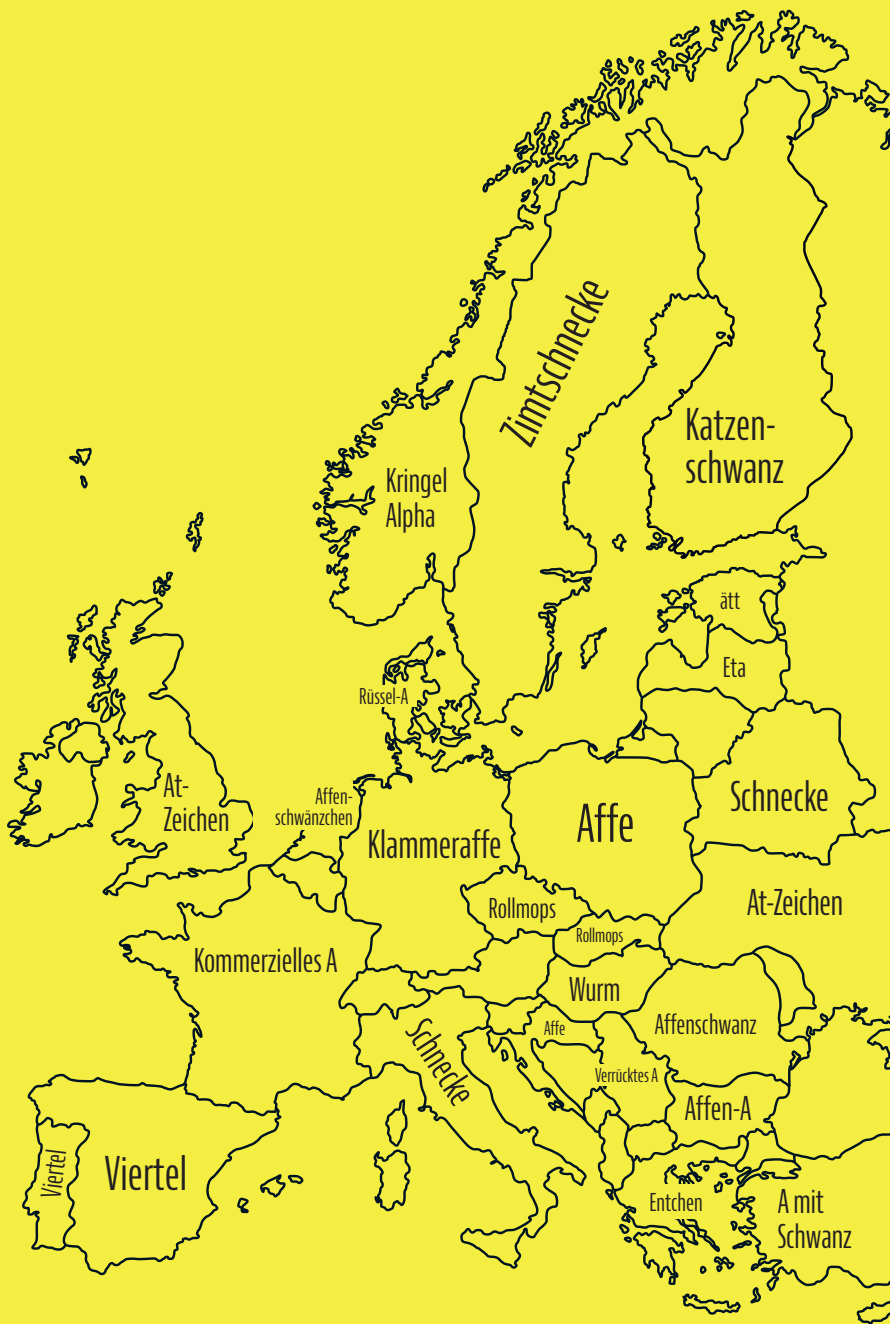 Zimtschnecke
Katzen-
schwanz
Kringel
Alpha
ätt
Eta
Rüssel-A
At-
Zeichen
Affen-
schwänzchen
Klammeraffe
Affe
Schnecke
At-Zeichen
Rollmops
Rollmops
Kommerzielles A
Wurm
Affenschwanz
Affe
Schnecke
Verrücktes A
Affen-A
Viertel
Viertel
Entchen
A mit
Schwanz